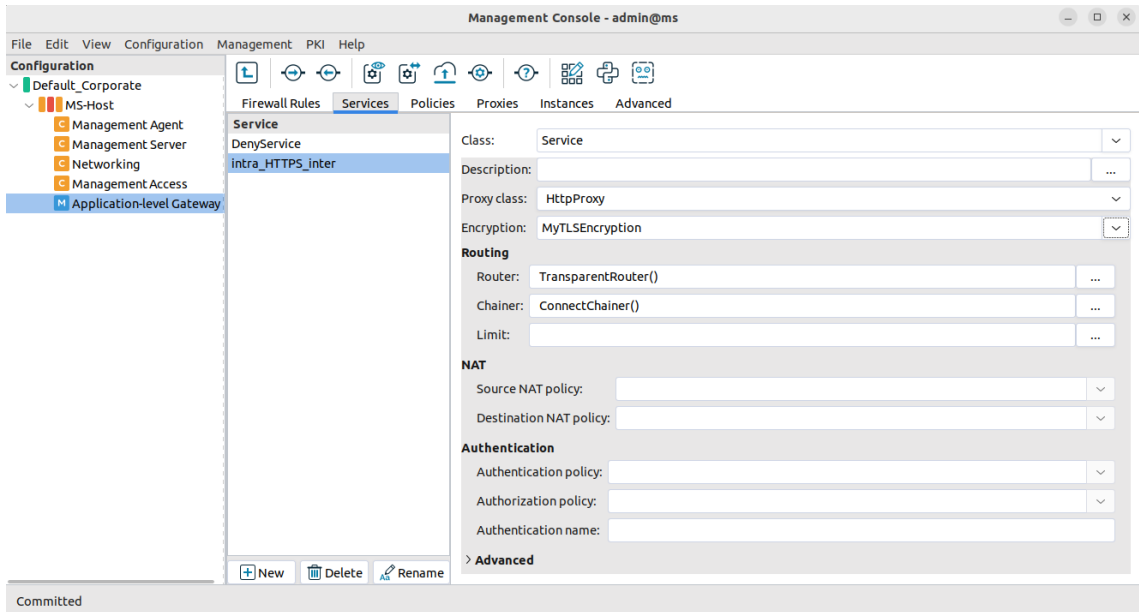 Management Console - admin@ms
File Edit View Configuration Management PKI Help
Configuration
Default_Corporate
MS-Host
C Management Agent
C Management Server
C Networking
C Management Access
M Application-level Gateway
Firewall Rules Services Policies Proxies Instances Advanced
Service
DenyService
intra_HTTPS_inter
New Delete Rename
Class: Service
Description: ...
Proxy class: HttpProxy
Encryption: MyTLSEncryption
Routing
Router: TransparentRouter() ...
Chainer: ConnectChainer() ...
Limit: ...
NAT
Source NAT policy:
Destination NAT policy:
Authentication
Authentication policy:
Authorization policy:
Authentication name:
Advanced
Committed